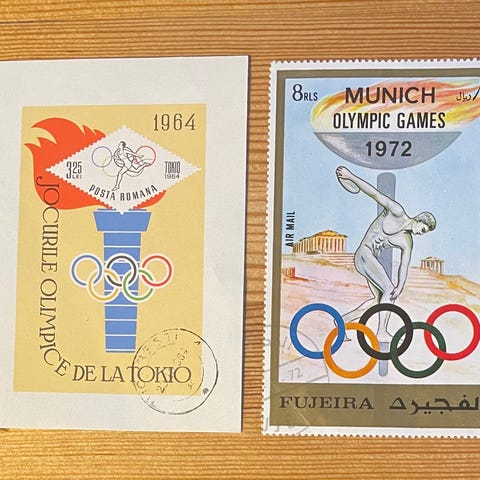 1964
3.25
LEI
TOKIO
1964
POSTA ROMANA
JOCURILE OLIMPICE DE LA TOKIO
8RLS
MUNICH
OLYMPIC GAMES
1972
AIR MAIL
72
FUJEIRA
الفجيرة